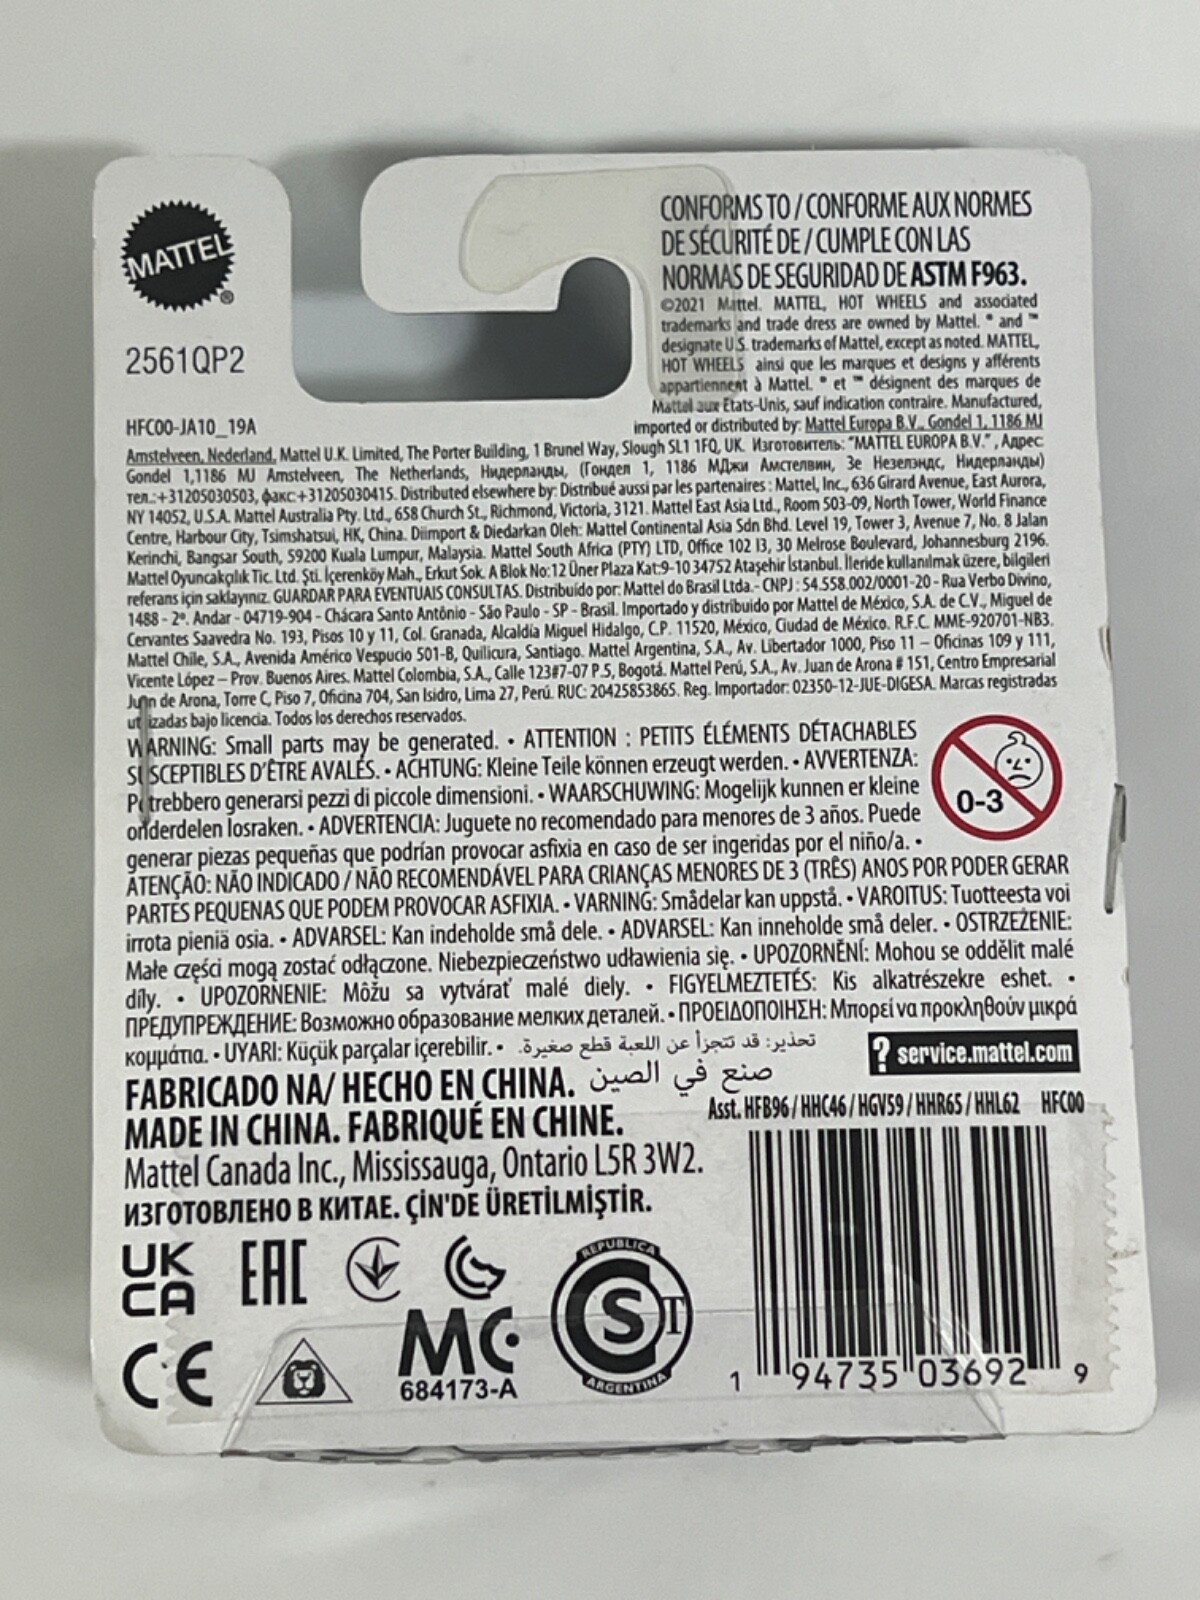 MATTEL®
2561QP2
HFC00-JA10_19A
CONFORMS TO / CONFORME AUX NORMES
DE SÉCURITÉ DE / CUMPLE CON LAS
NORMAS DE SEGURIDAD DE ASTM F963.
©2021 Mattel. MATTEL, HOT WHEELS and associated
trademarks and trade dress are owned by Mattel. ® and ™
designate U.S. trademarks of Mattel, except as noted. MATTEL,
HOT WHEELS ainsi que les marques et designs y afférents
appartiennent à Mattel. ® et ™ désignent des marques de
Mattel aux États-Unis, sauf indication contraire. Manufactured,
imported or distributed by: Mattel Europa B.V., Gondel 1, 1186 MJ
Amstelveen, Nederland, Mattel U.K. Limited, The Porter Building, 1 Brunel Way, Slough SL1 1FQ, UK. Изготовитель: "MATTEL EUROPA B.V." , Адрес:
Gondel 1,1186 MJ Amstelveen, The Netherlands, Нидерланды, (Гондел 1, 1186 МДжи Амстелвин, Зе Незелэндс, Нидерланды)
тел.:+31205030503, факс:+31205030415. Distributed elsewhere by: Distribué aussi par les partenaires : Mattel, Inc., 636 Girard Avenue, East Aurora,
NY 14052, U.S.A. Mattel Australia Pty. Ltd., 658 Church St., Richmond, Victoria, 3121. Mattel East Asia Ltd., Room 503-09, North Tower, World Finance
Centre, Harbour City, Tsimshatsui, HK, China. Diimport & Diedarkan Oleh: Mattel Continental Asia Sdn Bhd. Level 19, Tower 3, Avenue 7, No. 8 Jalan
Kerinchi, Bangsar South, 59200 Kuala Lumpur, Malaysia. Mattel South Africa (PTY) LTD, Office 102 I3, 30 Melrose Boulevard, Johannesburg 2196.
Mattel Oyuncakçılık Tic. Ltd. Şti. İçerenköy Mah., Erkut Sok. A Blok No:12 Üner Plaza Kat:9-10 34752 Ataşehir İstanbul. İleride kullanılmak üzere, bilgileri
referans için saklayınız. GUARDAR PARA EVENTUAIS CONSULTAS. Distribuído por: Mattel do Brasil Ltda.- CNPJ : 54.558.002/0001-20 - Rua Verbo Divino,
1488 - 2º. Andar - 04719-904 - Chácara Santo Antônio - São Paulo - SP - Brasil. Importado y distribuido por Mattel de México, S.A. de C.V., Miguel de
Cervantes Saavedra No. 193, Pisos 10 y 11, Col. Granada, Alcaldía Miguel Hidalgo, C.P. 11520, México, Ciudad de México. R.F.C. MME-920701-NB3.
Mattel Chile, S.A., Avenida Américo Vespucio 501-B, Quilicura, Santiago. Mattel Argentina, S.A., Av. Libertador 1000, Piso 11 – Oficinas 109 y 111,
Vicente López – Prov. Buenos Aires. Mattel Colombia, S.A., Calle 123#7-07 P.5, Bogotá. Mattel Perú, S.A., Av. Juan de Arona # 151, Centro Empresarial
Juan de Arona, Torre C, Piso 7, Oficina 704, San Isidro, Lima 27, Perú. RUC: 20425853865. Reg. Importador: 02350-12-JUE-DIGESA. Marcas registradas
utilizadas bajo licencia. Todos los derechos reservados.
WARNING: Small parts may be generated. • ATTENTION : PETITS ÉLÉMENTS DÉTACHABLES
SUSCEPTIBLES D'ÊTRE AVALÉS. • ACHTUNG: Kleine Teile können erzeugt werden. • AVVERTENZA:
Potrebbero generarsi pezzi di piccole dimensioni. • WAARSCHUWING: Mogelijk kunnen er kleine
onderdelen losraken. • ADVERTENCIA: Juguete no recomendado para menores de 3 años. Puede
generar piezas pequeñas que podrían provocar asfixia en caso de ser ingeridas por el niño/a. •
ATENÇÃO: NÃO INDICADO / NÃO RECOMENDÁVEL PARA CRIANÇAS MENORES DE 3 (TRÊS) ANOS POR PODER GERAR
PARTES PEQUENAS QUE PODEM PROVOCAR ASFIXIA. • VARNING: Smådelar kan uppstå. • VAROITUS: Tuotteesta voi
irrota pieniä osia. • ADVARSEL: Kan indeholde små dele. • ADVARSEL: Kan inneholde små deler. • OSTRZEŻENIE:
Małe części mogą zostać odłączone. Niebezpieczeństwo udławienia się. • UPOZORNĚNÍ: Mohou se oddělit malé
díly. • UPOZORNENIE: Môžu sa vytvárať malé diely. • FIGYELMEZTETÉS: Kis alkatrészekre eshet. •
ПРЕДУПРЕЖДЕНИЕ: Возможно образование мелких деталей. • ΠΡΟΕΙΔΟΠΟΙΗΣΗ: Μπορεί να προκληθούν μικρά
κομμάτια. • UYARI: Küçük parçalar içerebilir. • تحذير: قد تتجزأ عن اللعبة قطع صغيرة.
0-3
? service.mattel.com
FABRICADO NA/ HECHO EN CHINA. صنع في الصين
MADE IN CHINA. FABRIQUÉ EN CHINE.
Mattel Canada Inc., Mississauga, Ontario L5R 3W2.
ИЗГОТОВЛЕНО В КИТАЕ. ÇİN'DE ÜRETİLMİŞTİR.
Asst. HFB96 / HHC46 / HGV59 / HHR65 / HHL62 HFC00
UK
CA
EAC
CE
MC
684173-A
REPUBLICA
CST
ARGENTINA
1 94735 03692 9